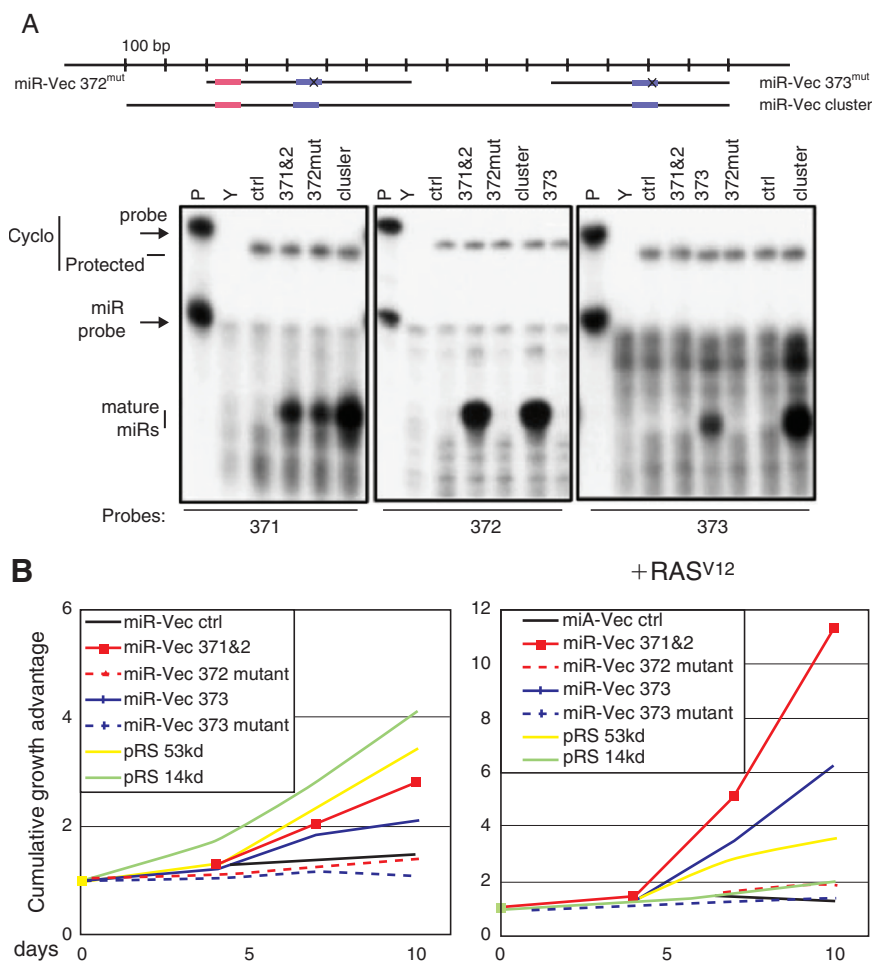 A
100 bp
miR-Vec 372mut
miR-Vec 373mut
miR-Vec cluster
P Y ctrl 371&2 372mut clusler
P Y ctrl 371&2 372mut cluster 373
P Y ctrl 371&2 373 372mut ctrl cluster
probe
Cyclo
Protected
miR
probe
mature
miRs
Probes: 371 372 373
B
+RASV12
6
4
2
0
Cumulative growth advantage
miR-Vec ctrl
miR-Vec 371&2
miR-Vec 372 mutant
miR-Vec 373
miR-Vec 373 mutant
pRS 53kd
pRS 14kd
days 0 5 10
12
10
8
6
4
2
0
miA-Vec ctrl
miR-Vec 371&2
miR-Vec 372 mutant
miR-Vec 373
miR-Vec 373 mutant
pRS 53kd
pRS 14kd
0 5 10